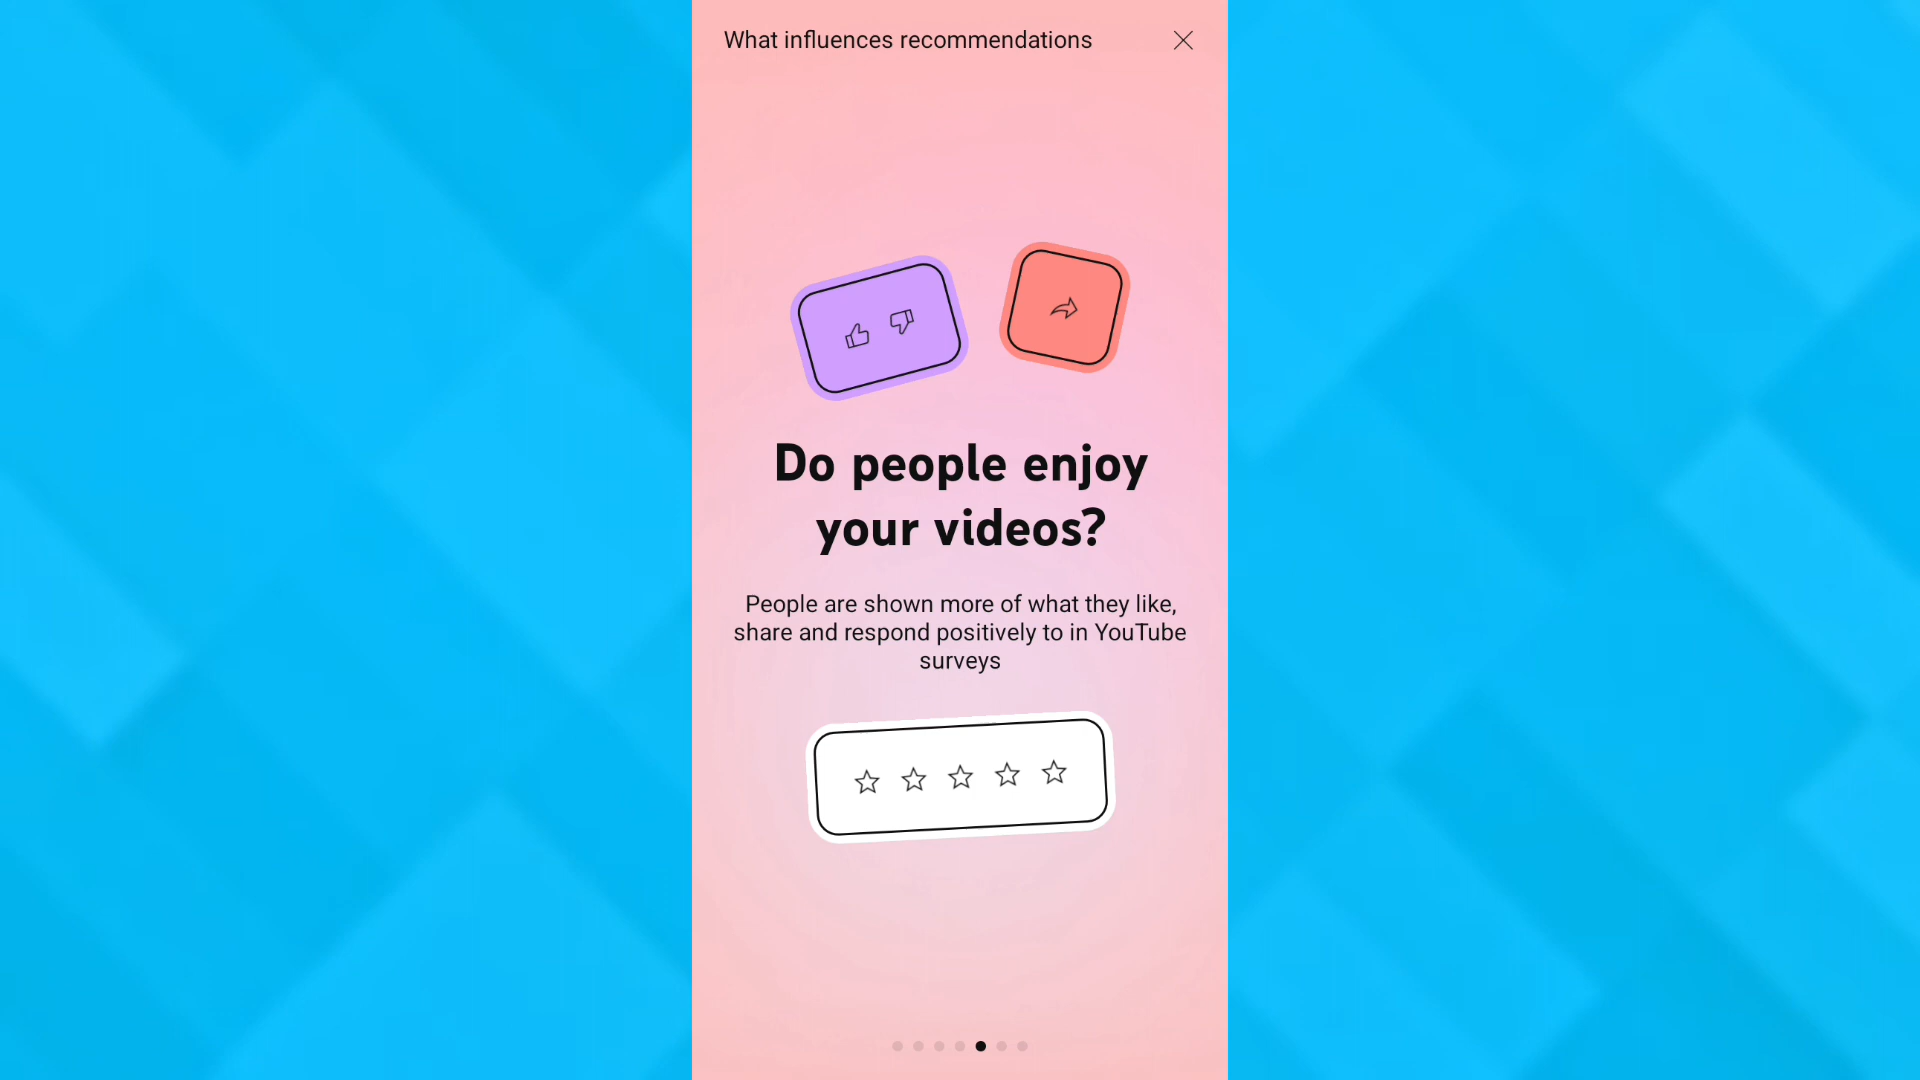 What influences recommendations
Do people enjoy
your videos?
People are shown more of what they like,
share and respond positively to in YouTube
surveys